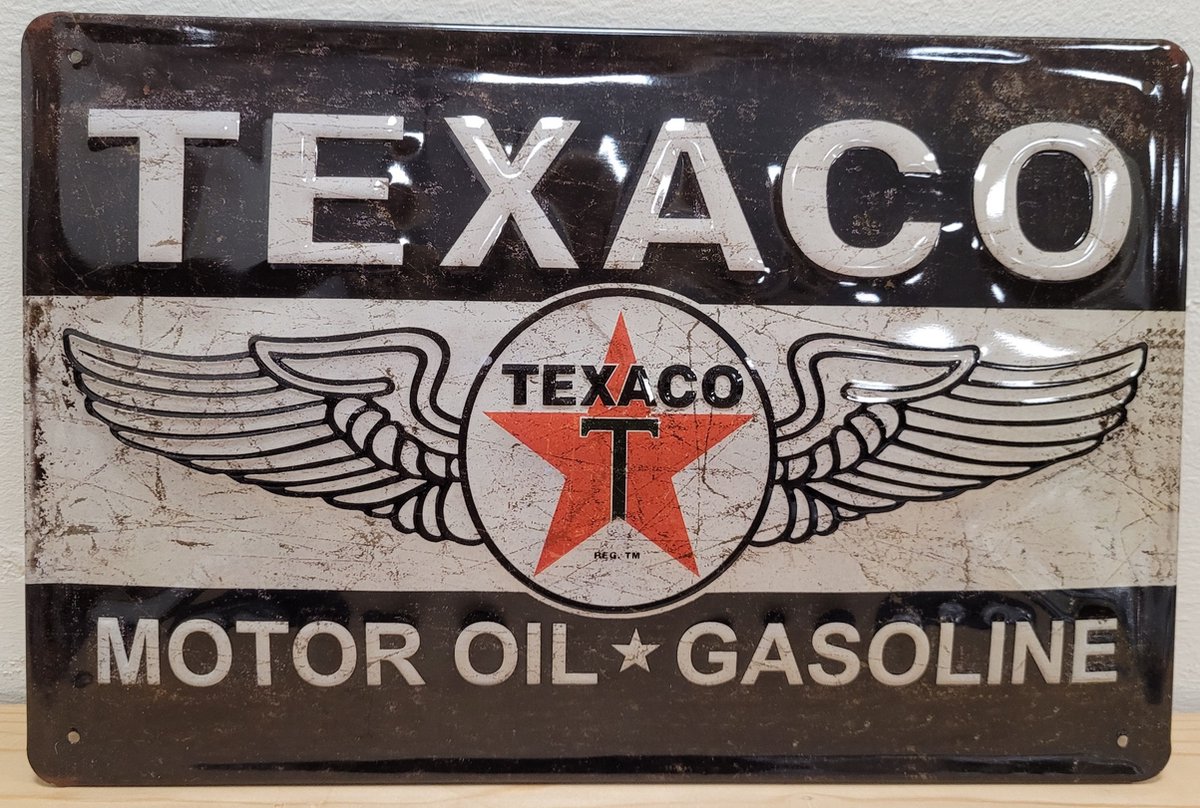 TEXACO
TEXACO
T
REG. TM
MOTOR OIL ★ GASOLINE